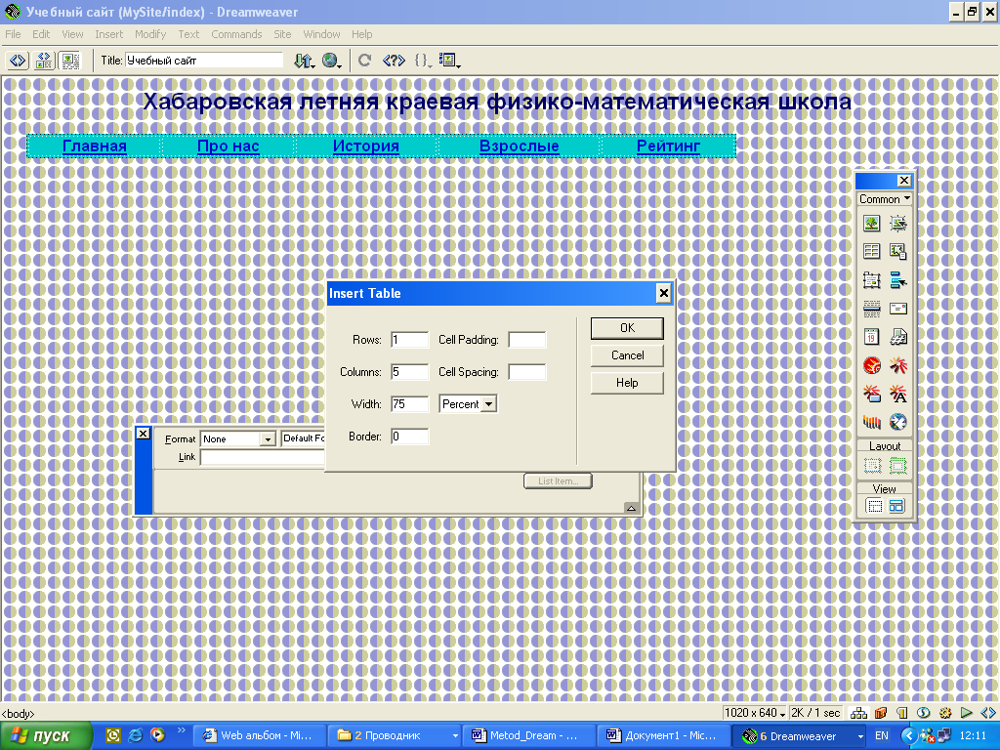 Учебный сайт (MySite/index) - Dreamweaver
File Edit View Insert Modify Text Commands Site Window Help
Title: Учебный сайт
Хабаровская летняя краевая физико-математическая школа
Главная Про нас История Взрослые Рейтинг
Common
Insert Table
Rows: 1 Cell Padding: OK
Cancel
Columns: 5 Cell Spacing:
Help
Width: 75 Percent
Border: 0
Format None Default Fo
Link
List Item...
Layout
View
<body>
1020 x 640 2K / 1 sec
пуск
Web альбом - Mi...
2 Проводник
Metod_Dream - ...
Документ1 - Mic...
6 Dreamweaver
EN
12:11